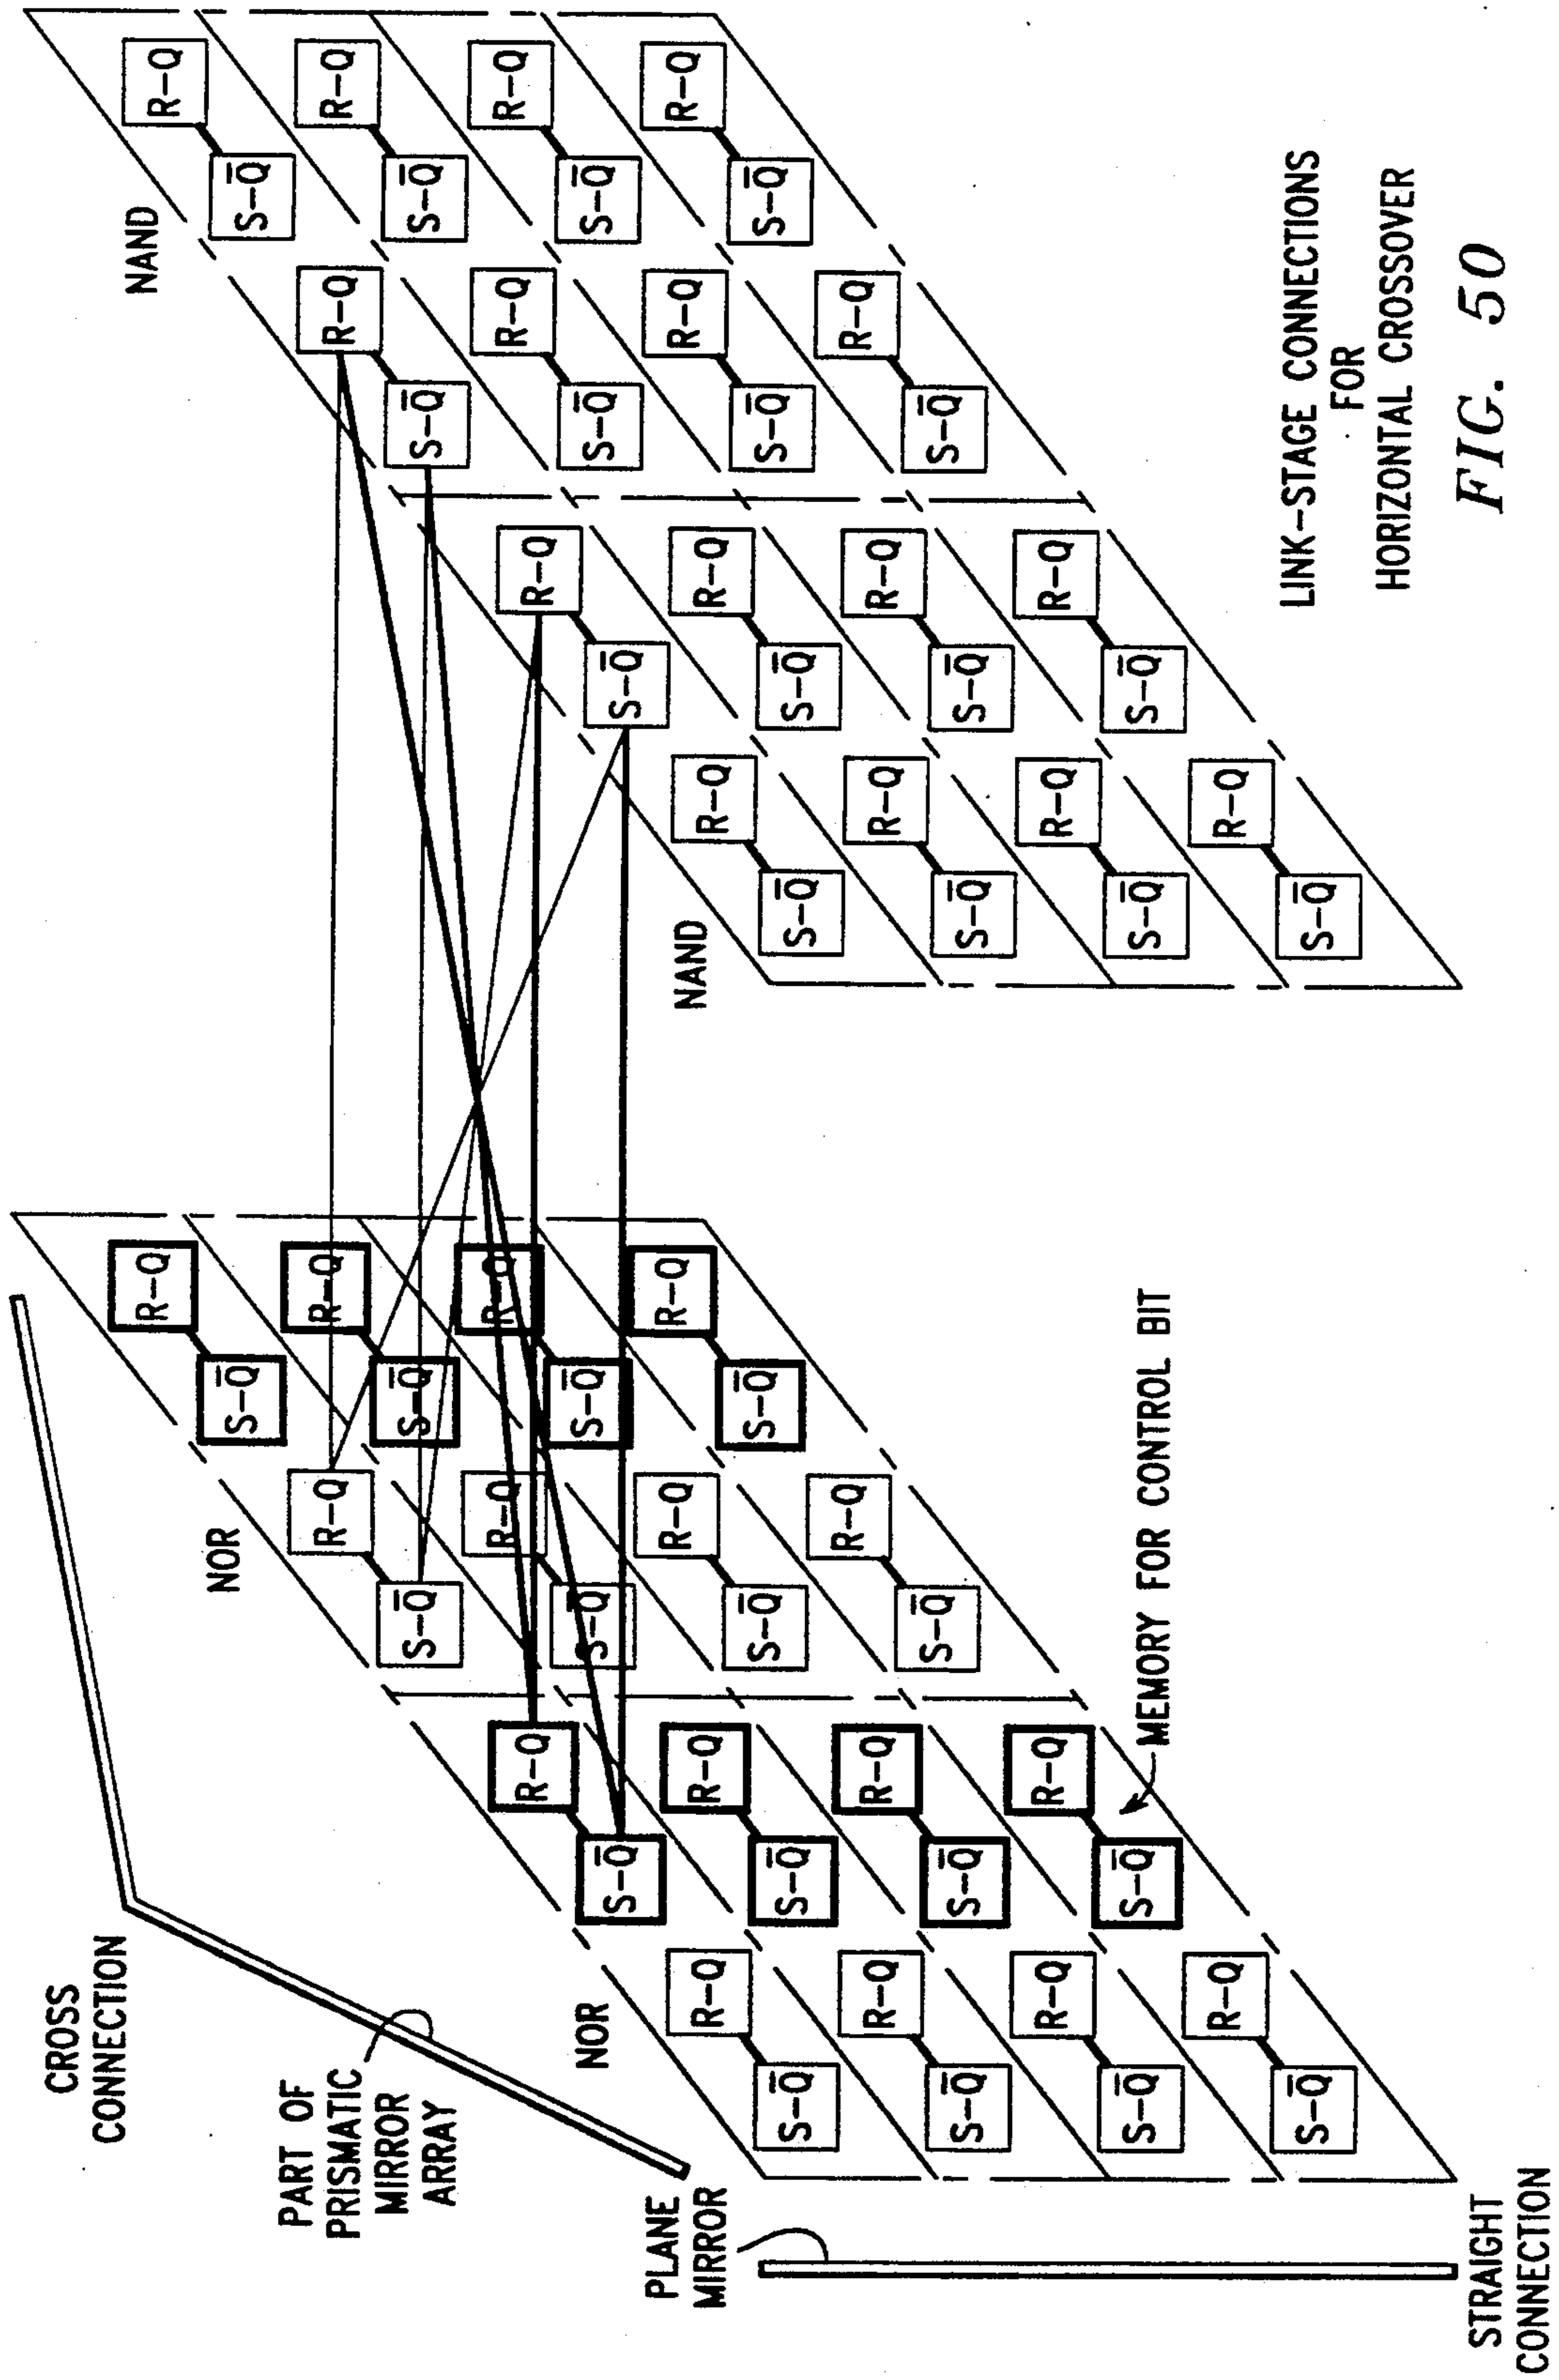 CROSS
CONNECTION
PART OF
PRISMATIC
MIRROR
ARRAY
PLANE
MIRROR
STRAIGHT
CONNECTION
NOR
R–Q
S–Q̄
R–Q
S–Q̄
R–Q
S–Q̄
R–Q
S–Q̄
R–Q
S–Q̄
R–Q
S–Q̄
R–Q
S–Q̄
R–Q
S–Q̄
MEMORY FOR CONTROL BIT
NOR
R–Q
S–Q̄
R–Q
S–Q̄
R–Q
S–Q̄
R–Q
S–Q̄
R–Q
S–Q̄
R–Q
S–Q̄
R–Q
S–Q̄
R–Q
S–Q̄
NAND
R–Q
S–Q̄
R–Q
S–Q̄
R–Q
S–Q̄
R–Q
S–Q̄
R–Q
S–Q̄
R–Q
S–Q̄
R–Q
S–Q̄
R–Q
S–Q̄
NAND
R–Q
S–Q̄
R–Q
S–Q̄
R–Q
S–Q̄
R–Q
S–Q̄
R–Q
S–Q̄
R–Q
S–Q̄
R–Q
S–Q̄
R–Q
S–Q̄
LINK–STAGE CONNECTIONS
FOR
HORIZONTAL CROSSOVER
FIG. 50